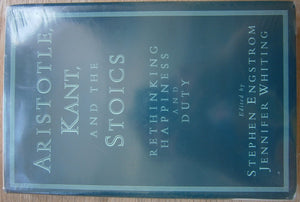 ARISTOTLE,
KANT,
AND THE
STOICS
RETHINKING
HAPPINESS
AND
DUTY
Edited by
STEPHEN ENGSTROM
JENNIFER WHITING